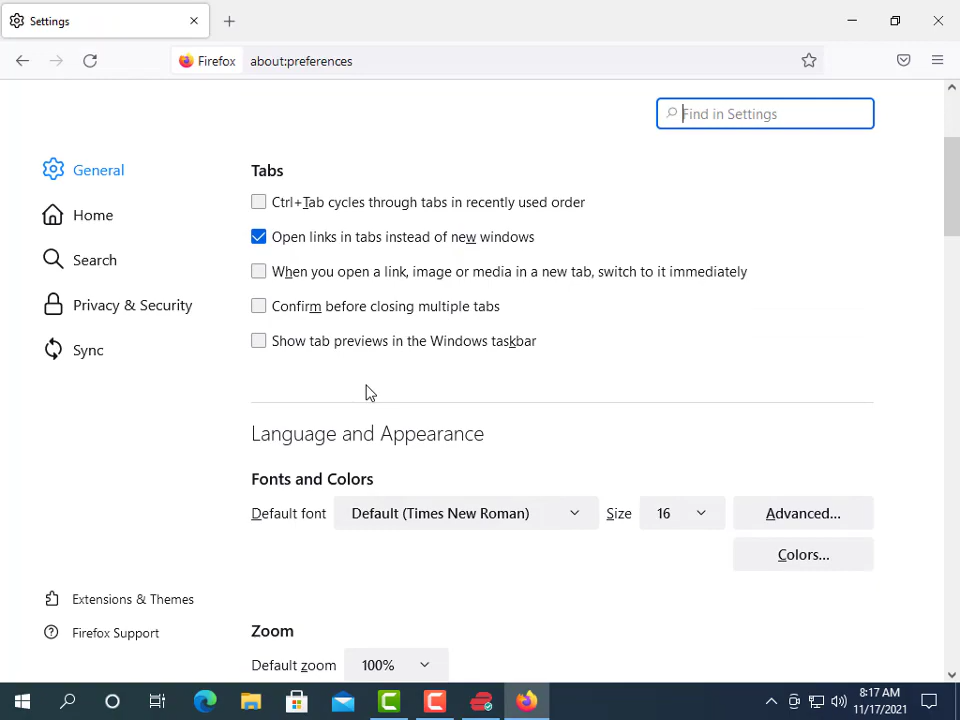 Settings
Firefox
about:preferences
Find in Settings
General
Home
Search
Privacy & Security
Sync
Extensions & Themes
Firefox Support
Tabs
Ctrl+Tab cycles through tabs in recently used order
Open links in tabs instead of new windows
When you open a link, image or media in a new tab, switch to it immediately
Confirm before closing multiple tabs
Show tab previews in the Windows taskbar
Language and Appearance
Fonts and Colors
Default font Default (Times New Roman) Size 16 Advanced...
Colors...
Zoom
Default zoom 100%
8:17 AM
11/17/2021